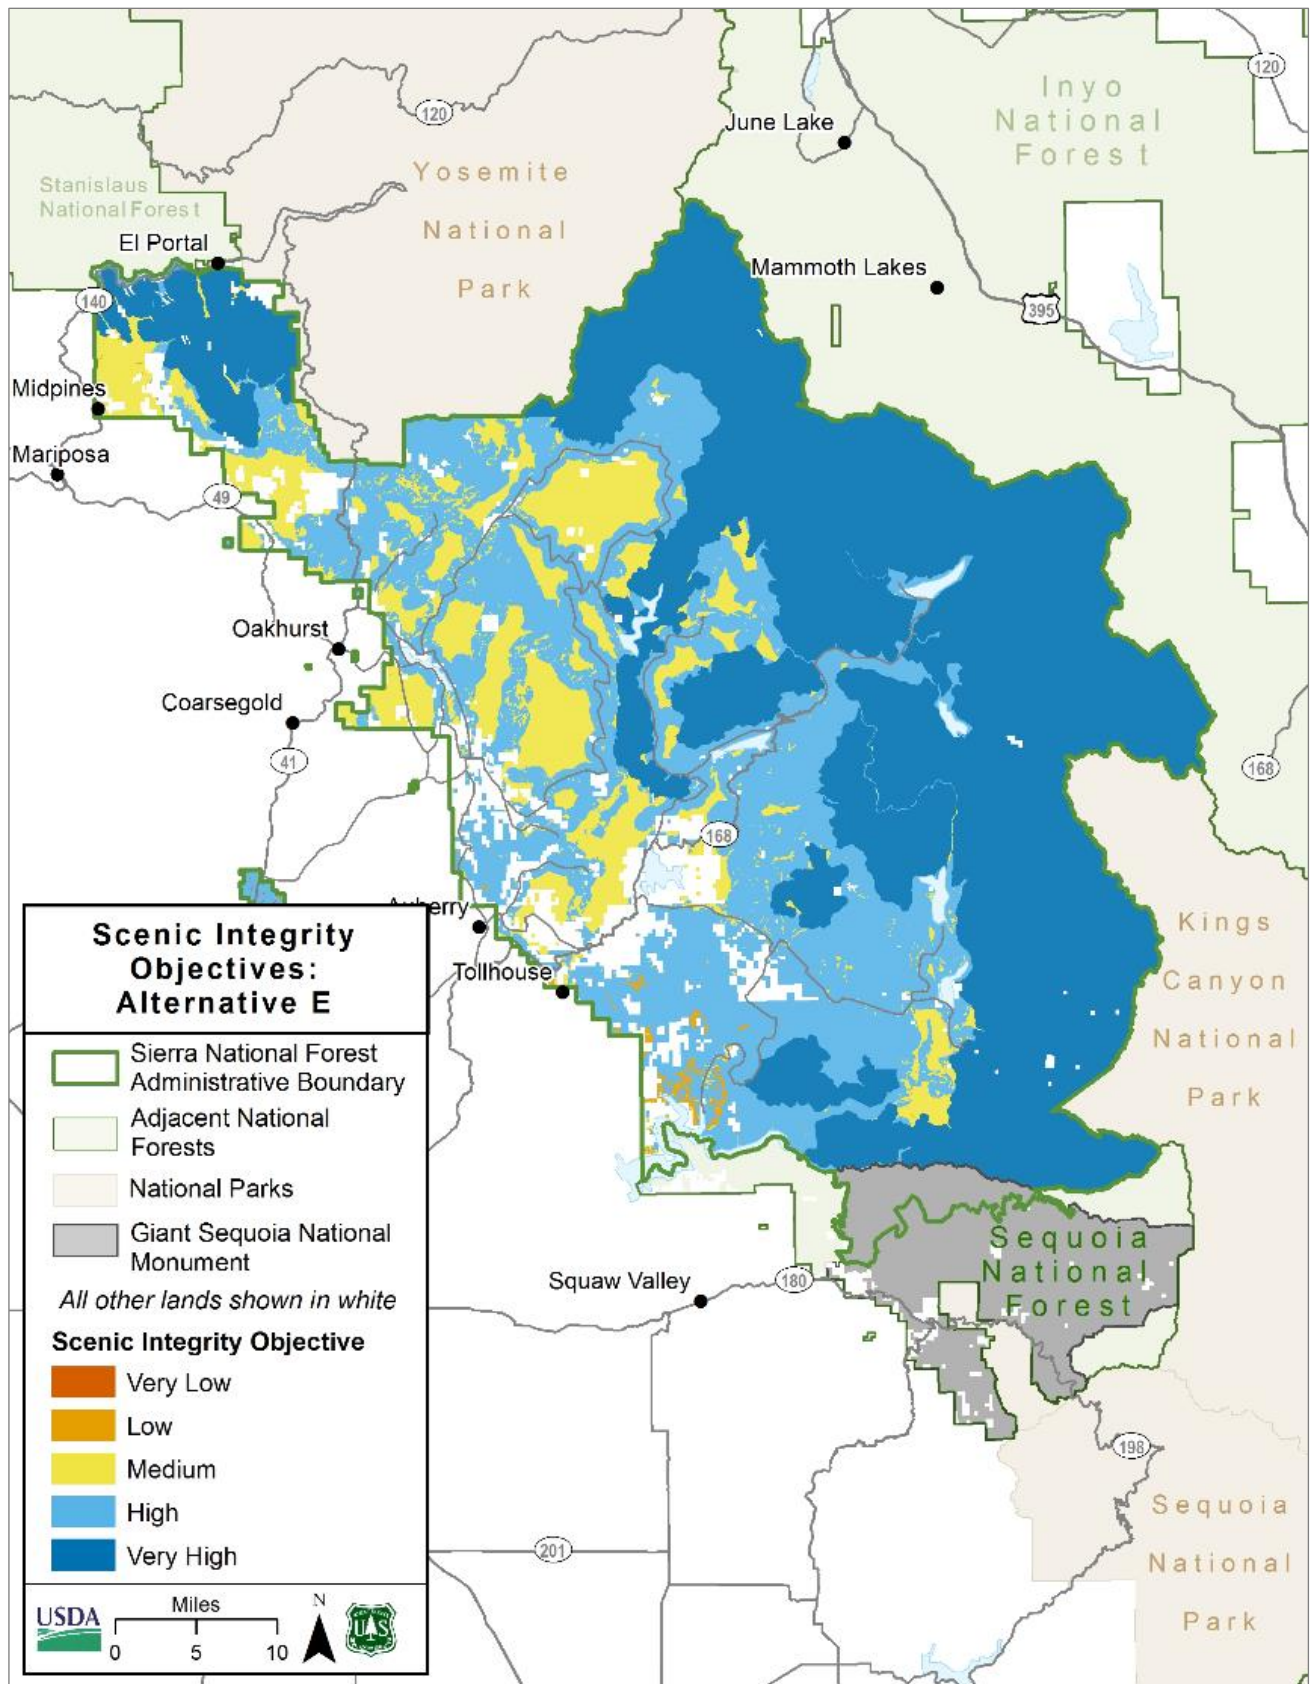 120
120
June Lake
Inyo
National
Forest
Yosemite
National
Park
Stanislaus
National Forest
El Portal
Mammoth Lakes
140
395
Midpines
Mariposa
49
Oakhurst
Coarsegold
41
168
168
Auberry
Tollhouse
Kings
Canyon
National
Park
Sequoia
National
Forest
Squaw Valley
180
198
201
Sequoia
National
Park
Scenic Integrity
Objectives:
Alternative E
Sierra National Forest
Administrative Boundary
Adjacent National
Forests
National Parks
Giant Sequoia National
Monument
All other lands shown in white
Scenic Integrity Objective
Very Low
Low
Medium
High
Very High
USDA
Miles
0 5 10
N
US